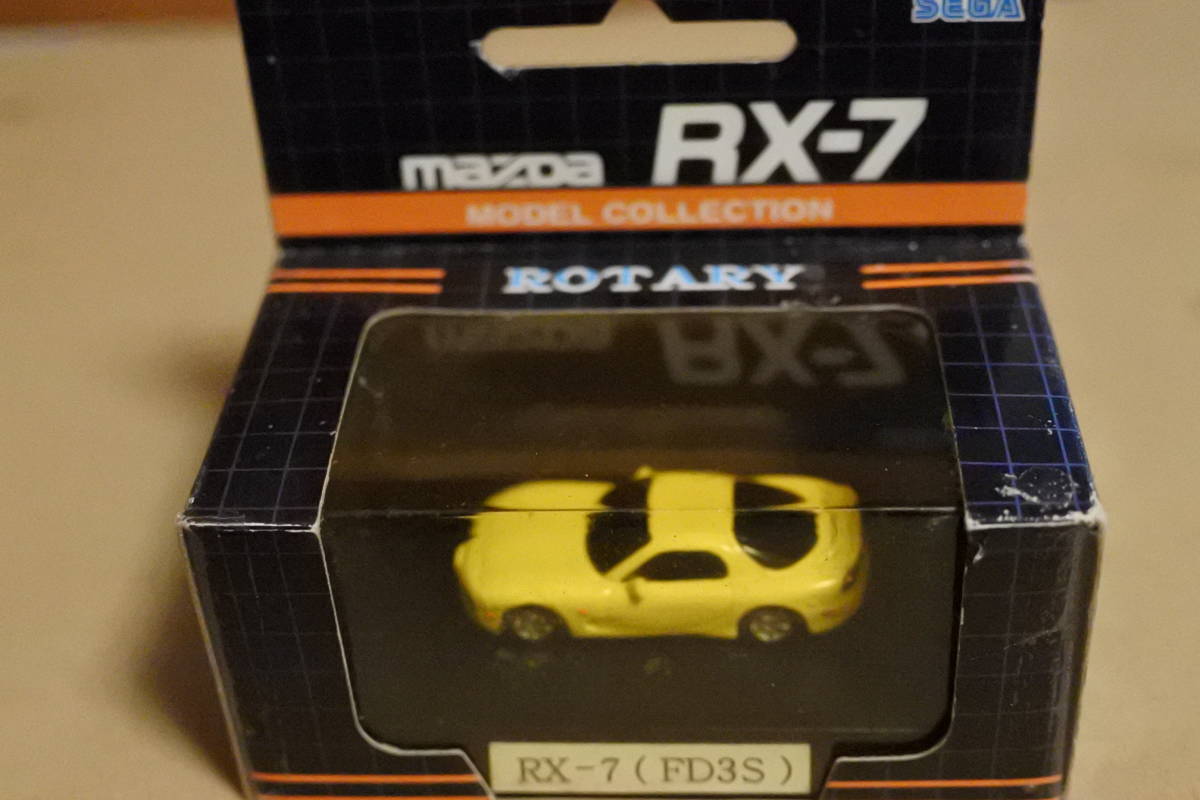 SEGA
mazda RX-7
MODEL COLLECTION
ROTARY
RX-7 (FD3S)